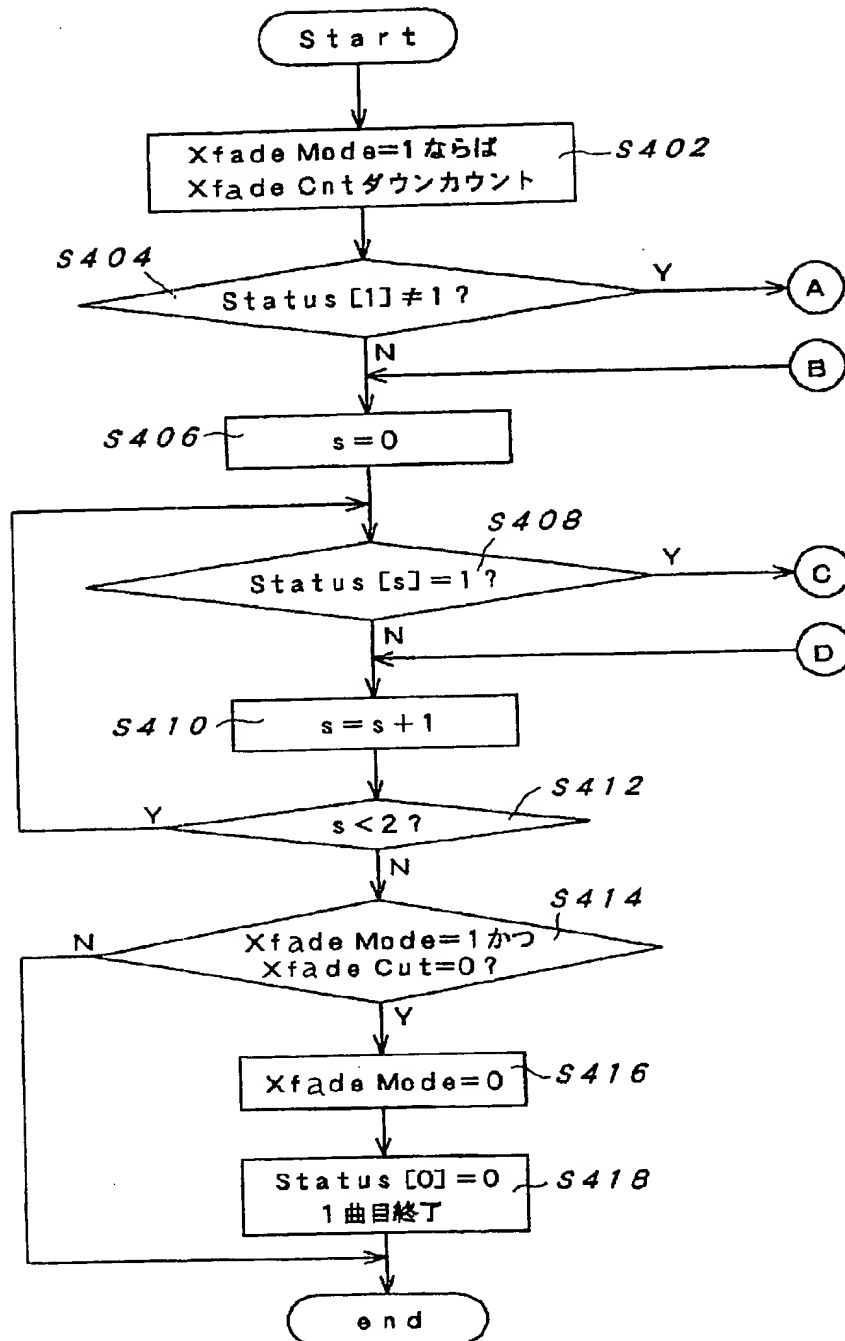 Start
Xfade Mode=1ならば
Xfade Cntダウンカウント
S402
S404
Status[1]≠1?
Y
A
N
B
S406
s=0
S408
Status[s]=1?
Y
C
N
D
S410
s=s+1
S412
s<2?
Y
N
S414
Xfade Mode=1かつ
Xfade Cut=0?
N
Y
Xfade Mode=0
S416
Status[0]=0
1曲目終了
S418
end